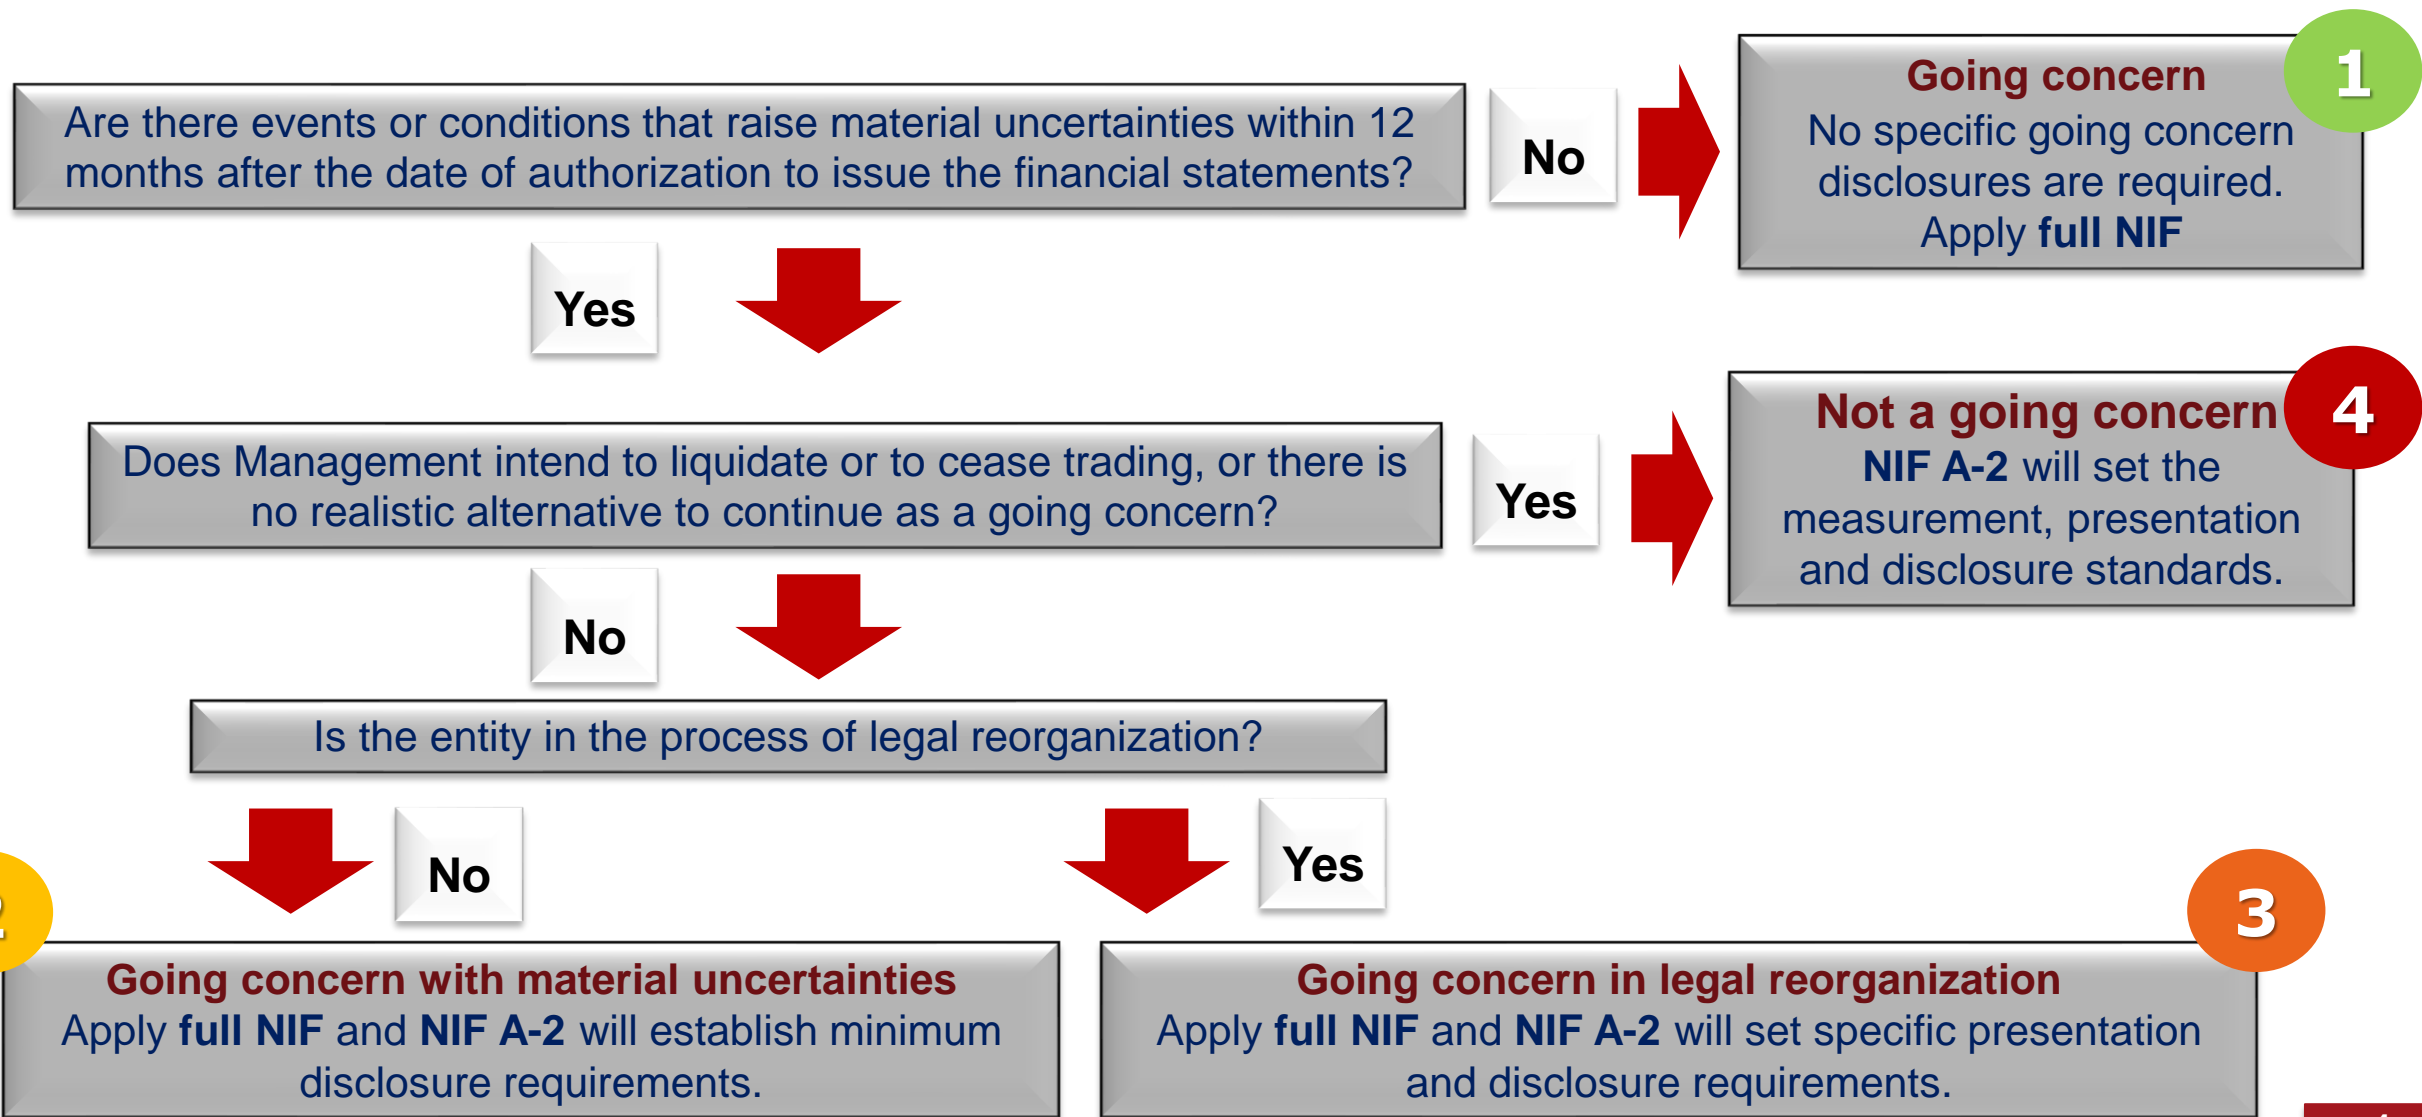 Are there events or conditions that raise material uncertainties within 12
months after the date of authorization to issue the financial statements?
No
Going concern
No specific going concern
disclosures are required.
Apply full NIF
1
Yes
Does Management intend to liquidate or to cease trading, or there is
no realistic alternative to continue as a going concern?
Yes
Not a going concern
NIF A-2 will set the
measurement, presentation
and disclosure standards.
4
No
Is the entity in the process of legal reorganization?
No
Yes
2
Going concern with material uncertainties
Apply full NIF and NIF A-2 will establish minimum
disclosure requirements.
3
Going concern in legal reorganization
Apply full NIF and NIF A-2 will set specific presentation
and disclosure requirements.